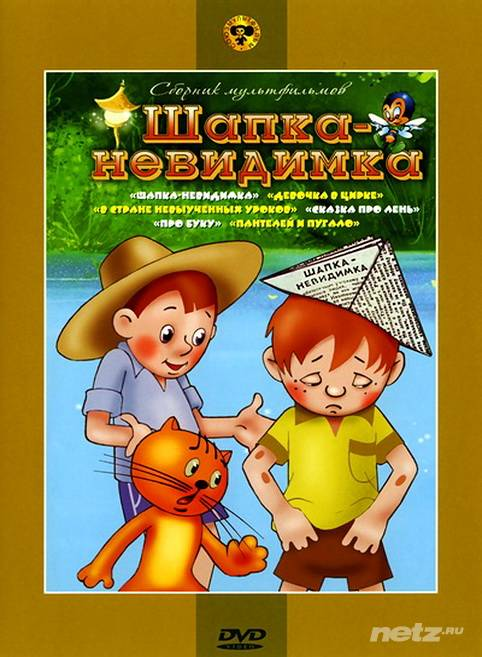 Сборник мультфильмов
Шапка-
невидимка
«ШАПКА-НЕВИДИМКА» «ДЕВОЧКА В ЦИРКЕ»
«В СТРАНЕ НЕВЫУЧЕННЫХ УРОКОВ» «СКАЗКА ПРО ЛЕНЬ»
«ПРО БУКУ» «ПАНТЕЛЕЙ И ПУГАЛО»
ШАПКА-
НЕВИДИМКА
DVD
VIDEO
netz.ru